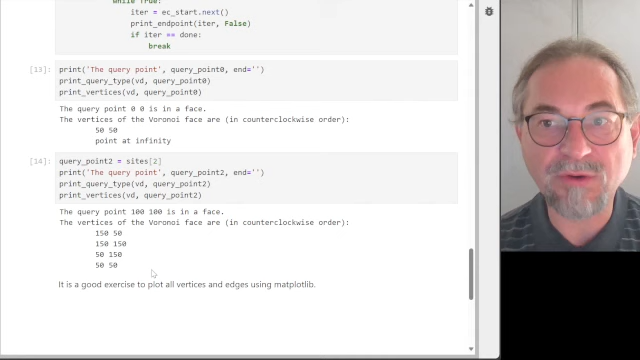 while True:
iter = ec_start.next()
print_endpoint(iter, False)
if iter == done:
break
[13]
print('The query point', query_point0, end='')
print_query_type(vd, query_point0)
print_vertices(vd, query_point0)
The query point 0 0 is in a face.
The vertices of the Voronoi face are (in counterclockwise order):
50 50
point at infinity
[14]
query_point2 = sites[2]
print('The query point', query_point2, end='')
print_query_type(vd, query_point2)
print_vertices(vd, query_point2)
The query point 100 100 is in a face.
The vertices of the Voronoi face are (in counterclockwise order):
150 50
150 150
50 150
50 50
It is a good exercise to plot all vertices and edges using matplotlib.